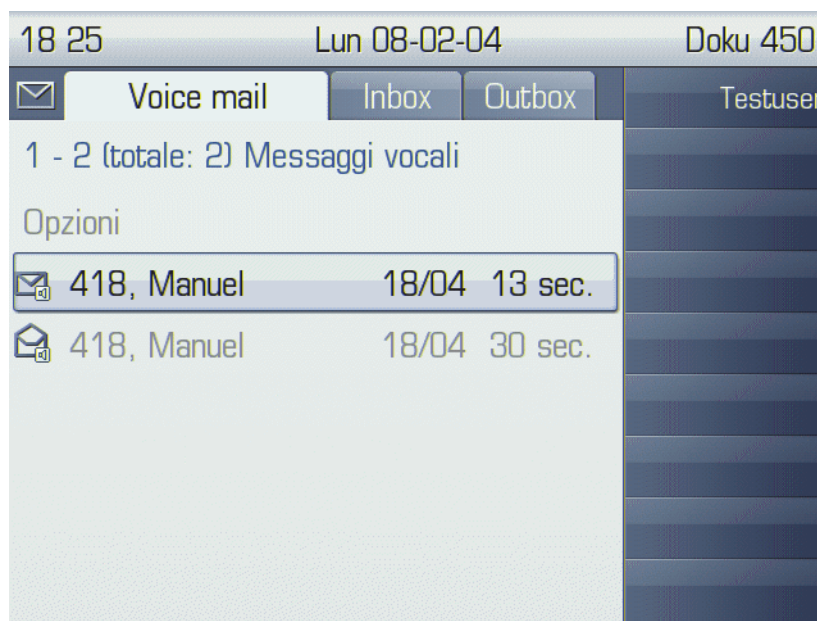 18 25 Lun 08-02-04 Doku 450
Voice mail Inbox Outbox Testuser
1 - 2 (totale: 2) Messaggi vocali
Opzioni
418, Manuel 18/04 13 sec.
418, Manuel 18/04 30 sec.